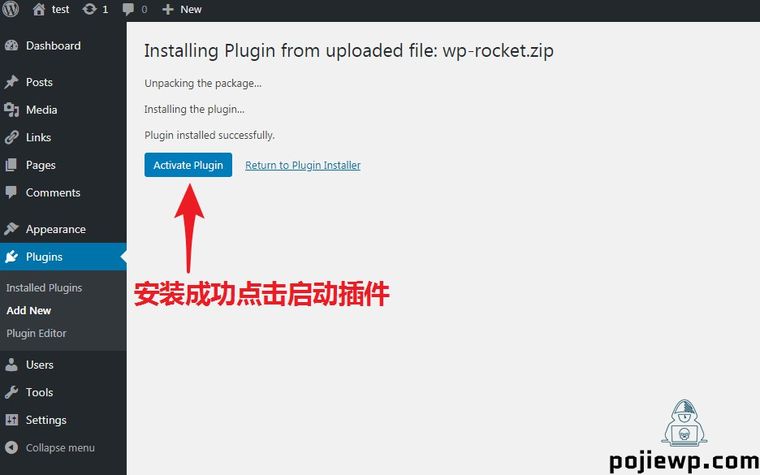 test 1 0 New
Dashboard
Posts
Media
Links
Pages
Comments
Appearance
Plugins
Installed Plugins
Add New
Plugin Editor
Users
Tools
Settings
Collapse menu
Installing Plugin from uploaded file: wp-rocket.zip
Unpacking the package…
Installing the plugin…
Plugin installed successfully.
Activate Plugin Return to Plugin Installer
安装成功点击启动插件
pojiewp.com